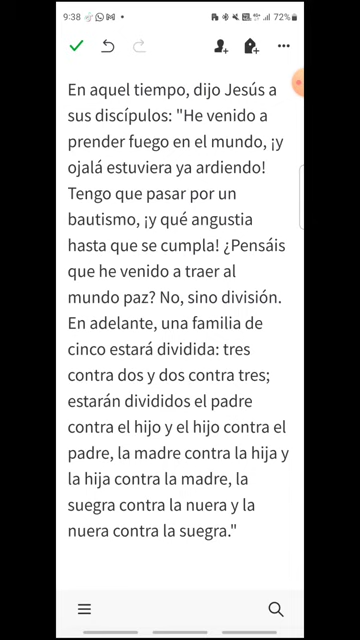 9:38
72%
En aquel tiempo, dijo Jesús a
sus discípulos: "He venido a
prender fuego en el mundo, ¡y
ojalá estuviera ya ardiendo!
Tengo que pasar por un
bautismo, ¡y qué angustia
hasta que se cumpla! ¿Pensáis
que he venido a traer al
mundo paz? No, sino división.
En adelante, una familia de
cinco estará dividida: tres
contra dos y dos contra tres;
estarán divididos el padre
contra el hijo y el hijo contra el
padre, la madre contra la hija y
la hija contra la madre, la
suegra contra la nuera y la
nuera contra la suegra."